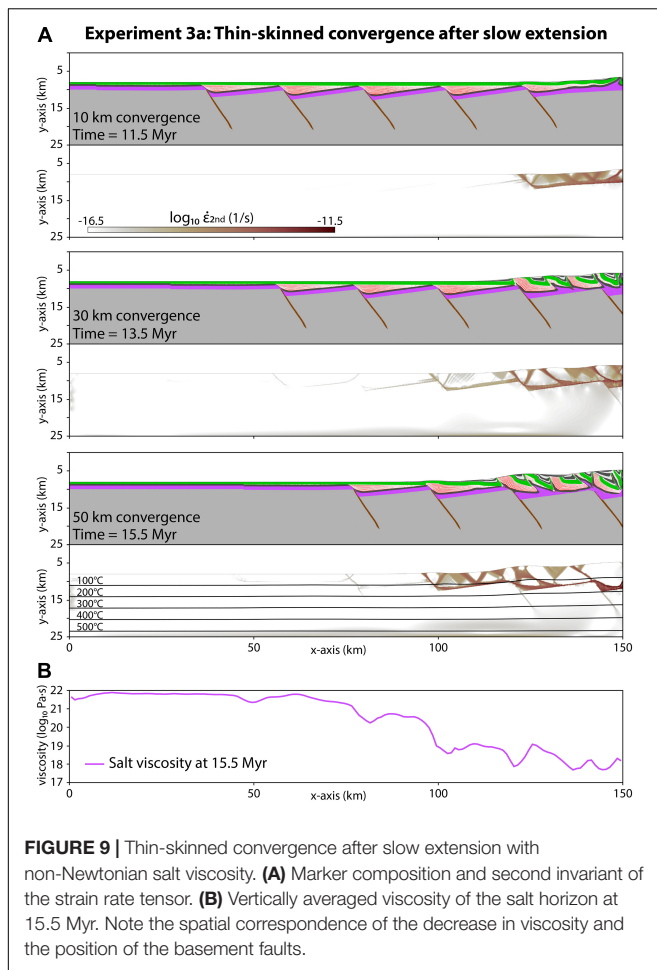 A
Experiment 3a: Thin-skinned convergence after slow extension
5
15
25
y-axis (km)
10 km convergence
Time = 11.5 Myr
5
15
25
y-axis (km)
-16.5 log₁₀ ε̇2nd (1/s) -11.5
5
15
25
y-axis (km)
30 km convergence
Time = 13.5 Myr
5
15
25
y-axis (km)
5
15
25
y-axis (km)
50 km convergence
Time = 15.5 Myr
5
15
25
y-axis (km)
100°C
200°C
300°C
400°C
500°C
0 50 100 150
x-axis (km)
B
22
21
20
19
18
17
viscosity (log₁₀ Pa·s)
Salt viscosity at 15.5 Myr
0 50 100 150
x-axis (km)
FIGURE 9 | Thin-skinned convergence after slow extension with
non-Newtonian salt viscosity. (A) Marker composition and second invariant of
the strain rate tensor. (B) Vertically averaged viscosity of the salt horizon at
15.5 Myr. Note the spatial correspondence of the decrease in viscosity and
the position of the basement faults.